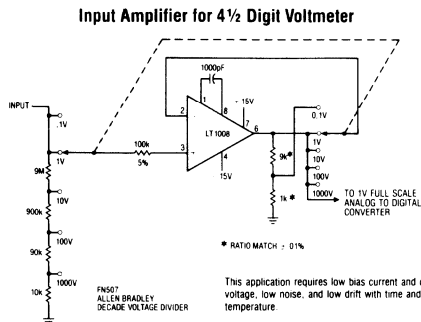 Input Amplifier for 4½ Digit Voltmeter
1000pF
1
8
- 15V
INPUT
2
7
.1V
0.1V
LT1008
6
1V
100k
5%
3
4
15V
9k*
1V
10V
100V
1000V
9M
10V
900k
1k*
TO 1V FULL SCALE
ANALOG TO DIGITAL
CONVERTER
100V
90k
* RATIO MATCH ± 01%
1000V
10k
FN507
ALLEN BRADLEY
DECADE VOLTAGE DIVIDER
This application requires low bias current and
voltage, low noise, and low drift with time and
temperature.